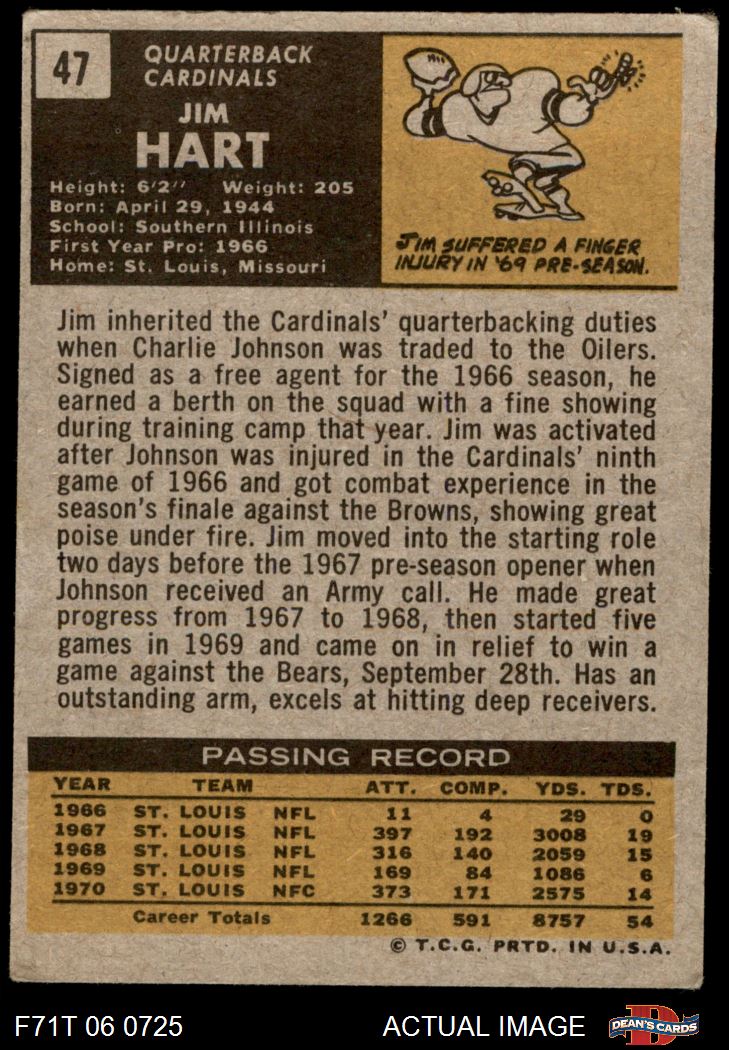 47
QUARTERBACK
CARDINALS
JIM
HART
Height: 6'2" Weight: 205
Born: April 29, 1944
School: Southern Illinois
First Year Pro: 1966
Home: St. Louis, Missouri
JIM SUFFERED A FINGER
INJURY IN '69 PRE-SEASON.
Jim inherited the Cardinals' quarterbacking duties
when Charlie Johnson was traded to the Oilers.
Signed as a free agent for the 1966 season, he
earned a berth on the squad with a fine showing
during training camp that year. Jim was activated
after Johnson was injured in the Cardinals' ninth
game of 1966 and got combat experience in the
season's finale against the Browns, showing great
poise under fire. Jim moved into the starting role
two days before the 1967 pre-season opener when
Johnson received an Army call. He made great
progress from 1967 to 1968, then started five
games in 1969 and came on in relief to win a
game against the Bears, September 28th. Has an
outstanding arm, excels at hitting deep receivers.
PASSING RECORD
YEAR TEAM ATT. COMP. YDS. TDS.
1966 ST. LOUIS NFL 11 4 29 0
1967 ST. LOUIS NFL 397 192 3008 19
1968 ST. LOUIS NFL 316 140 2059 15
1969 ST. LOUIS NFL 169 84 1086 6
1970 ST. LOUIS NFC 373 171 2575 14
Career Totals 1266 591 8757 54
© T.C.G. PRTD. IN U.S.A.
F71T 06 0725 ACTUAL IMAGE D DEAN'S CARDS